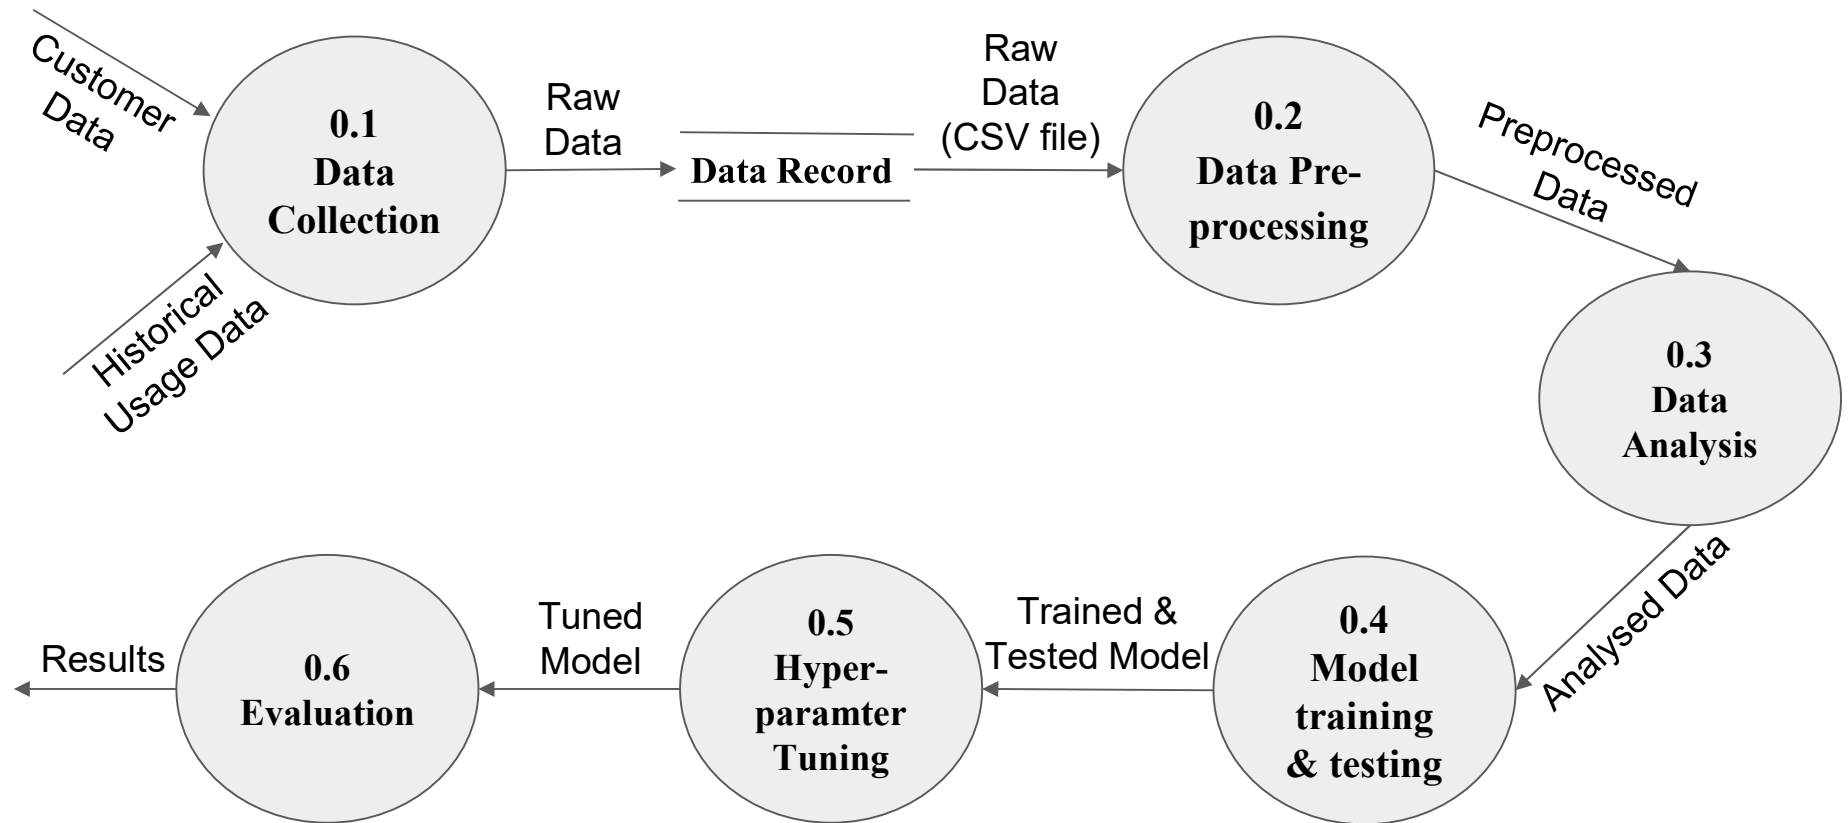 Customer
Data
0.1
Data
Collection
Historical
Usage Data
Raw
Data
Data Record
Raw
Data
(CSV file)
0.2
Data Pre-
processing
Preprocessed
Data
0.3
Data
Analysis
Analysed Data
0.4
Model
training
& testing
Trained &
Tested Model
0.5
Hyper-
paramter
Tuning
Tuned
Model
0.6
Evaluation
Results